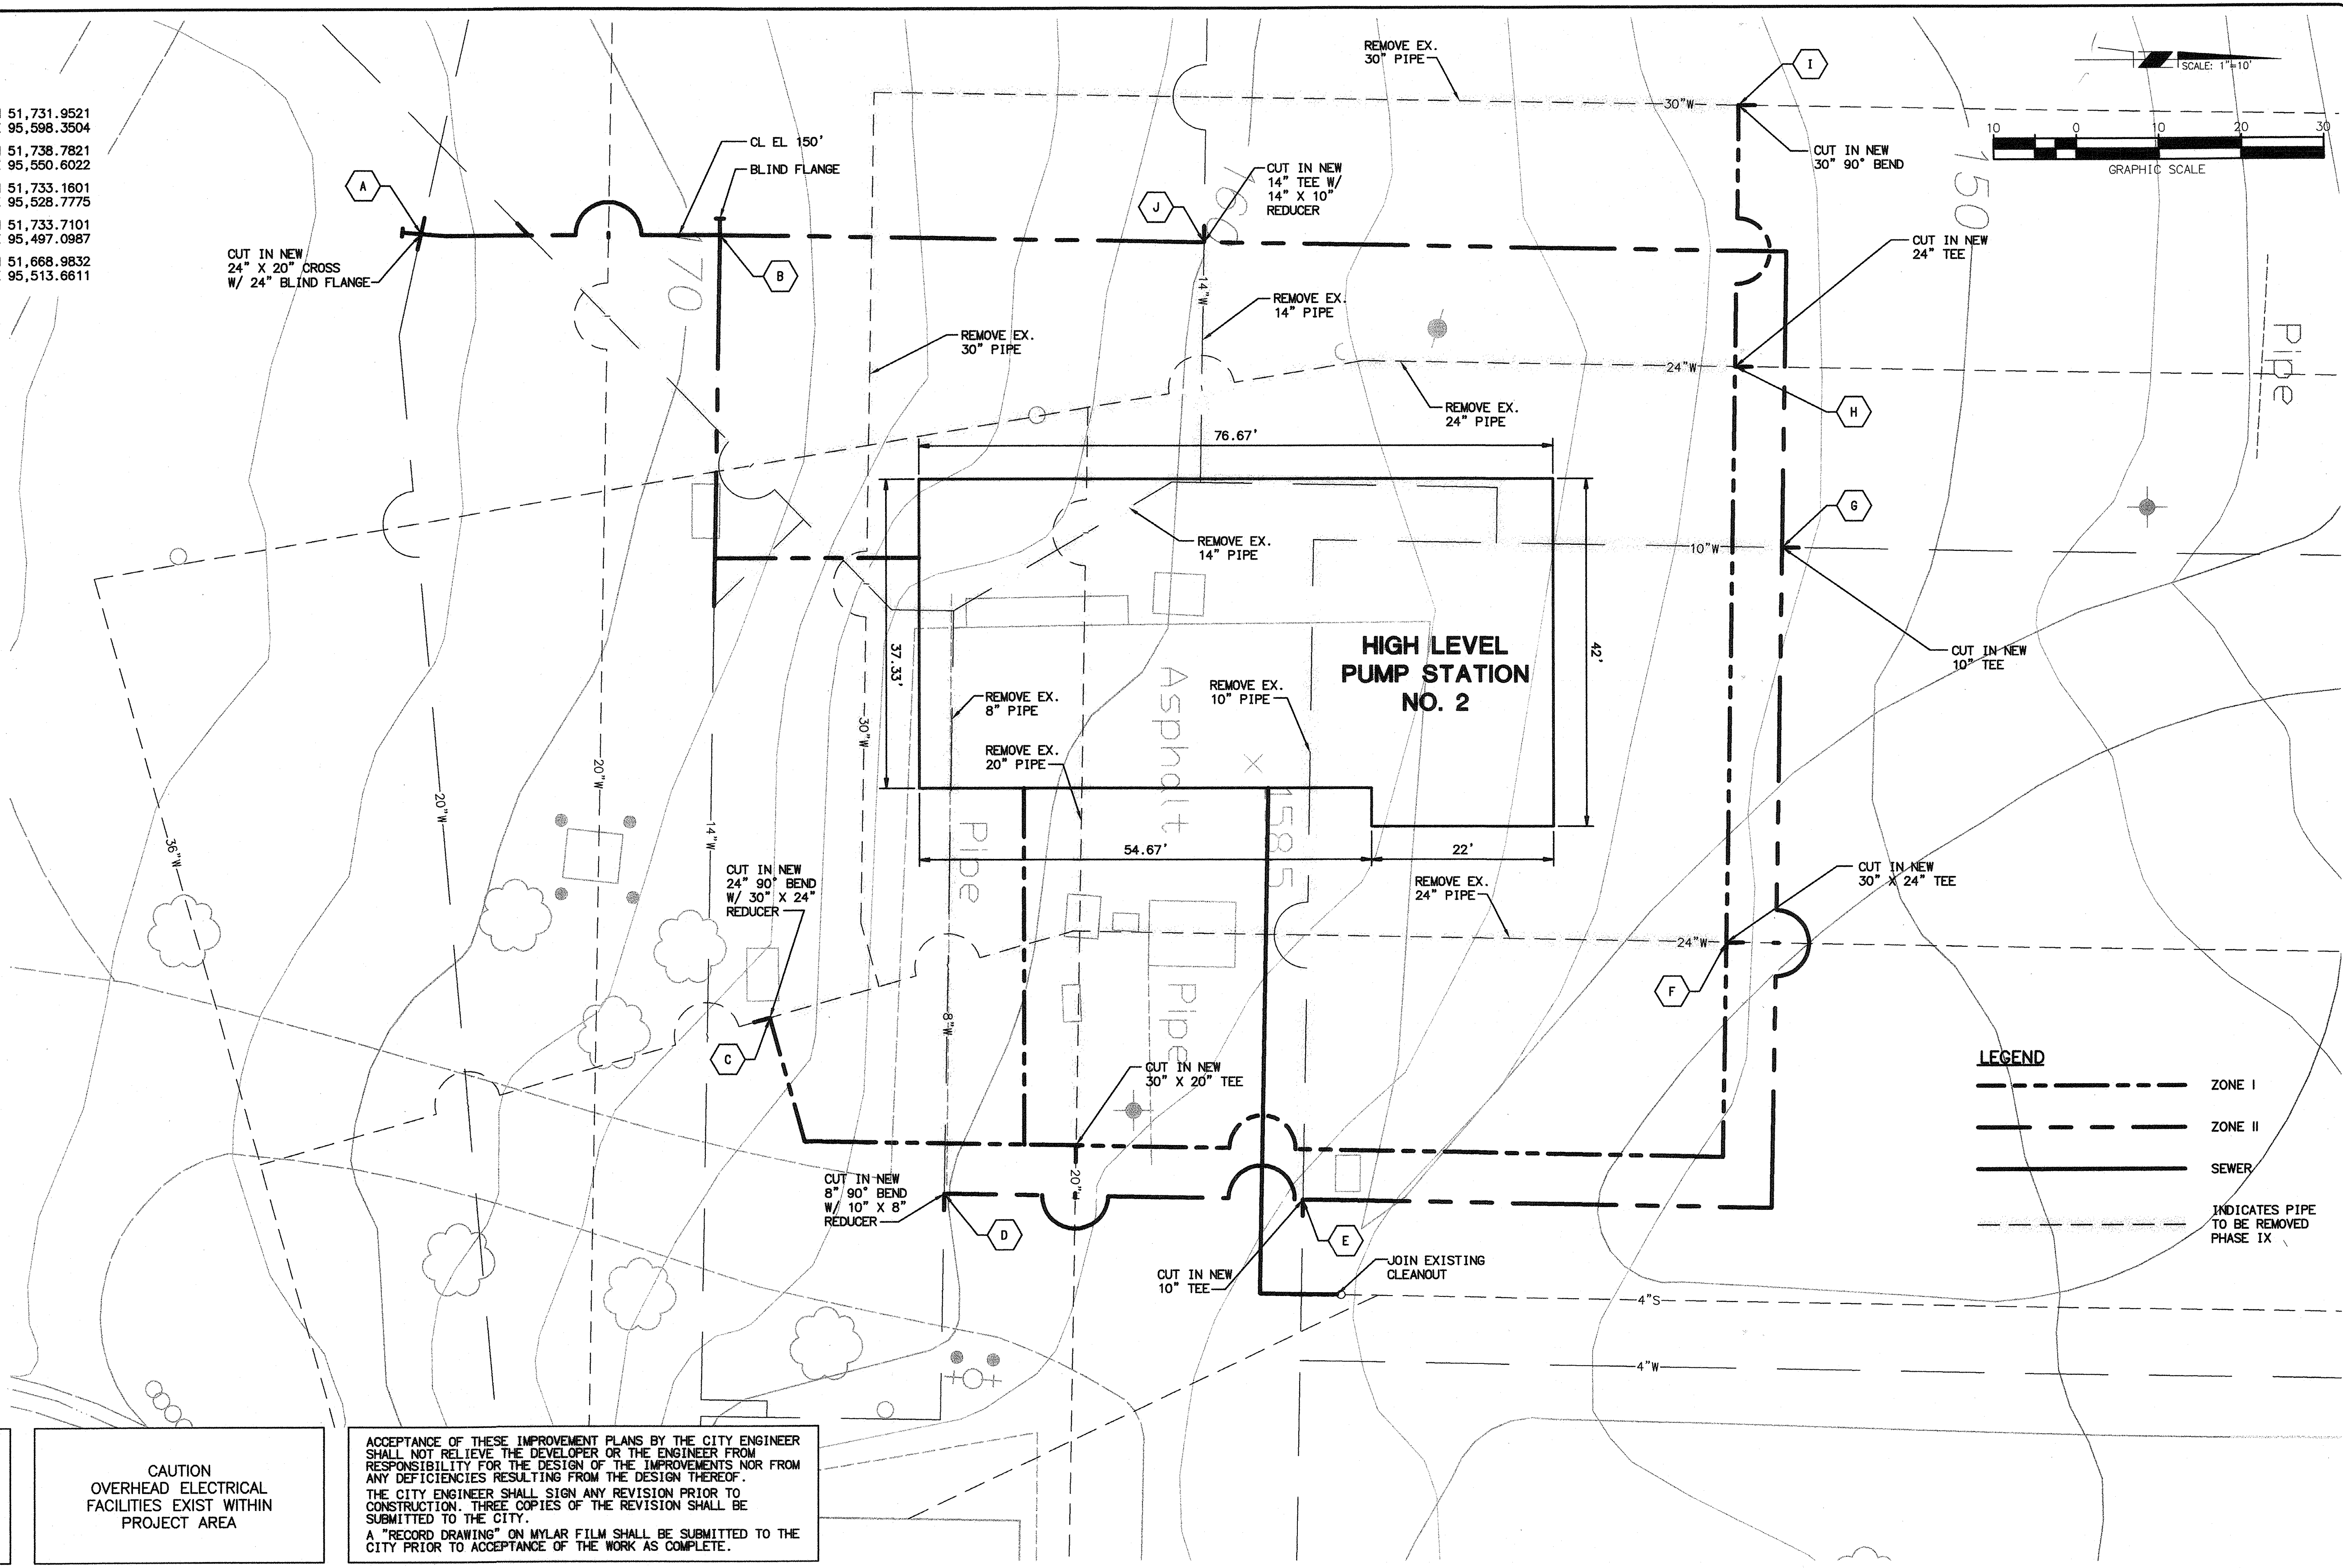 51,731.9521
95,598.3504
51,738.7821
95,550.6022
51,733.1601
95,528.7775
51,733.7101
95,497.0987
51,668.9832
95,513.6611
A
CUT IN NEW
24" X 20" CROSS
W/ 24" BLIND FLANGE
CL EL 150'
BLIND FLANGE
B
170
REMOVE EX.
30" PIPE
J
CUT IN NEW
14" TEE W/
14" X 10"
REDUCER
160
14"W
REMOVE EX.
14" PIPE
REMOVE EX.
30" PIPE
30"W
I
CUT IN NEW
30" 90° BEND
SCALE: 1"=10'
10 0 10 20 30
GRAPHIC SCALE
150
CUT IN NEW
24" TEE
Pipe
24"W
REMOVE EX.
24" PIPE
H
76.67'
G
REMOVE EX.
14" PIPE
10"W
CUT IN NEW
10" TEE
37.33'
42'
HIGH LEVEL
PUMP STATION
NO. 2
Asphalt
REMOVE EX.
8" PIPE
REMOVE EX.
10" PIPE
REMOVE EX.
20" PIPE
30"W
20"W
20"W
14"W
36"W
Pipe
158.5
54.67'
22'
CUT IN NEW
24" 90° BEND
W/ 30" X 24"
REDUCER
REMOVE EX.
24" PIPE
CUT IN NEW
30" X 24" TEE
24"W
F
Pipe
8"W
C
CUT IN NEW
30" X 20" TEE
LEGEND
ZONE I
ZONE II
SEWER
INDICATES PIPE
TO BE REMOVED
PHASE IX
CUT IN NEW
8" 90° BEND
W/ 10" X 8"
REDUCER
20"W
D
E
CUT IN NEW
10" TEE
JOIN EXISTING
CLEANOUT
4"S
4"W
CAUTION
OVERHEAD ELECTRICAL
FACILITIES EXIST WITHIN
PROJECT AREA
ACCEPTANCE OF THESE IMPROVEMENT PLANS BY THE CITY ENGINEER
SHALL NOT RELIEVE THE DEVELOPER OR THE ENGINEER FROM
RESPONSIBILITY FOR THE DESIGN OF THE IMPROVEMENTS NOR FROM
ANY DEFICIENCIES RESULTING FROM THE DESIGN THEREOF.
THE CITY ENGINEER SHALL SIGN ANY REVISION PRIOR TO
CONSTRUCTION. THREE COPIES OF THE REVISION SHALL BE
SUBMITTED TO THE CITY.
A "RECORD DRAWING" ON MYLAR FILM SHALL BE SUBMITTED TO THE
CITY PRIOR TO ACCEPTANCE OF THE WORK AS COMPLETE.